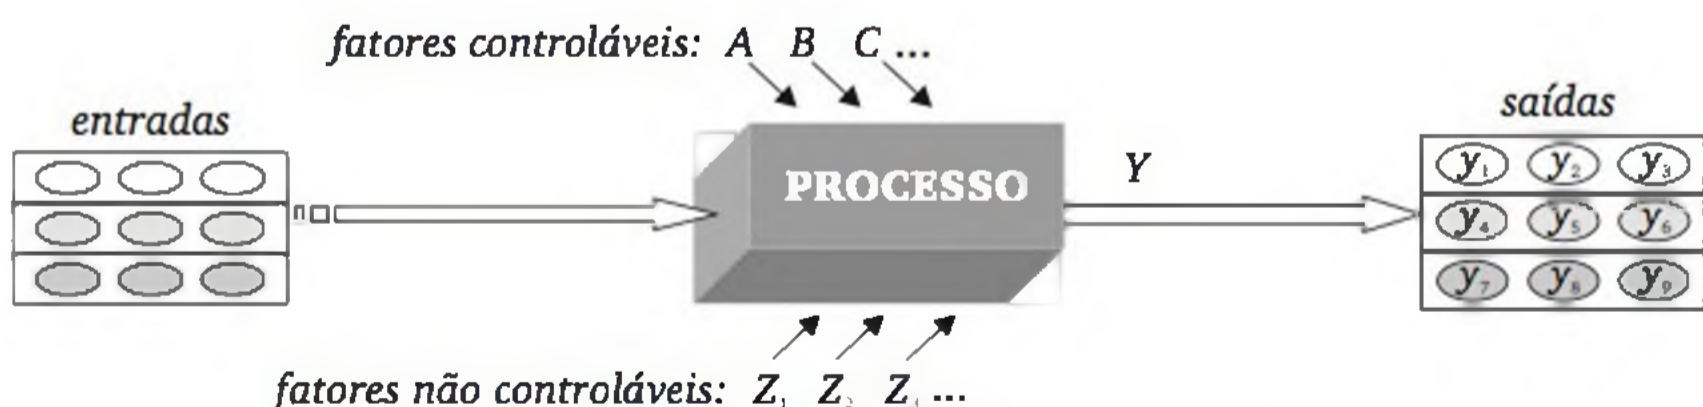 fatores controláveis: A B C ...
entradas
saídas
PROCESSO
Y
y₁ y₂ y₃
y₄ y₅ y₆
y₇ y₈ y₉
fatores não controláveis: Z₁ Z₂ Z ...